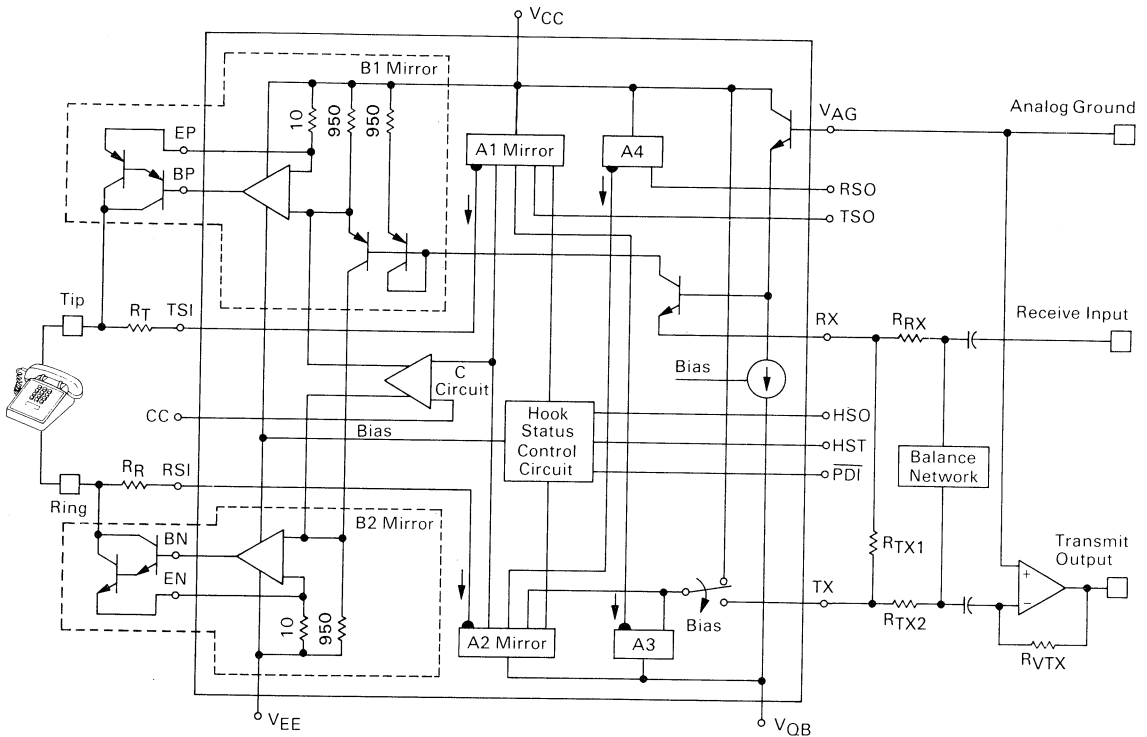 VCC
B1 Mirror
10
950
950
EP
BP
A1 Mirror
A4
VAG
Analog Ground
RSO
TSO
Tip
RT
TSI
RX
RRX
Receive Input
C
Circuit
Bias
CC
Bias
Hook
Status
Control
Circuit
HSO
HST
PDI
Balance
Network
RR
RSI
Ring
B2 Mirror
BN
EN
10
950
RTX1
Transmit
Output
+
−
TX
RTX2
Bias
A2 Mirror
A3
RVTX
VEE
VQB